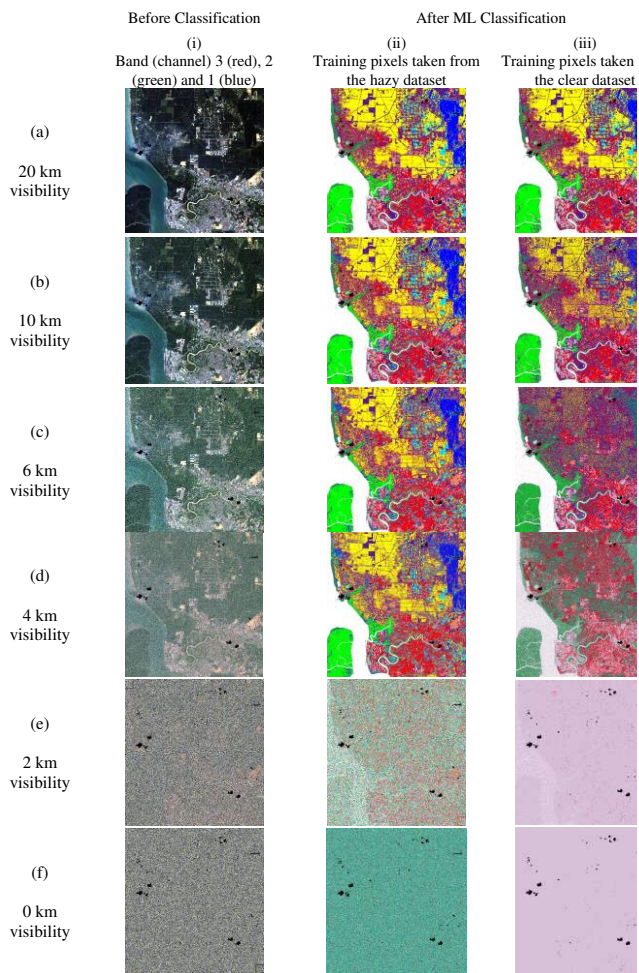 Before Classification
After ML Classification
(i)
Band (channel) 3 (red), 2
(green) and 1 (blue)
(ii)
Training pixels taken from
the hazy dataset
(iii)
Training pixels taken
the clear dataset
(a)
20 km
visibility
(b)
10 km
visibility
(c)
6 km
visibility
(d)
4 km
visibility
(e)
2 km
visibility
(f)
0 km
visibility